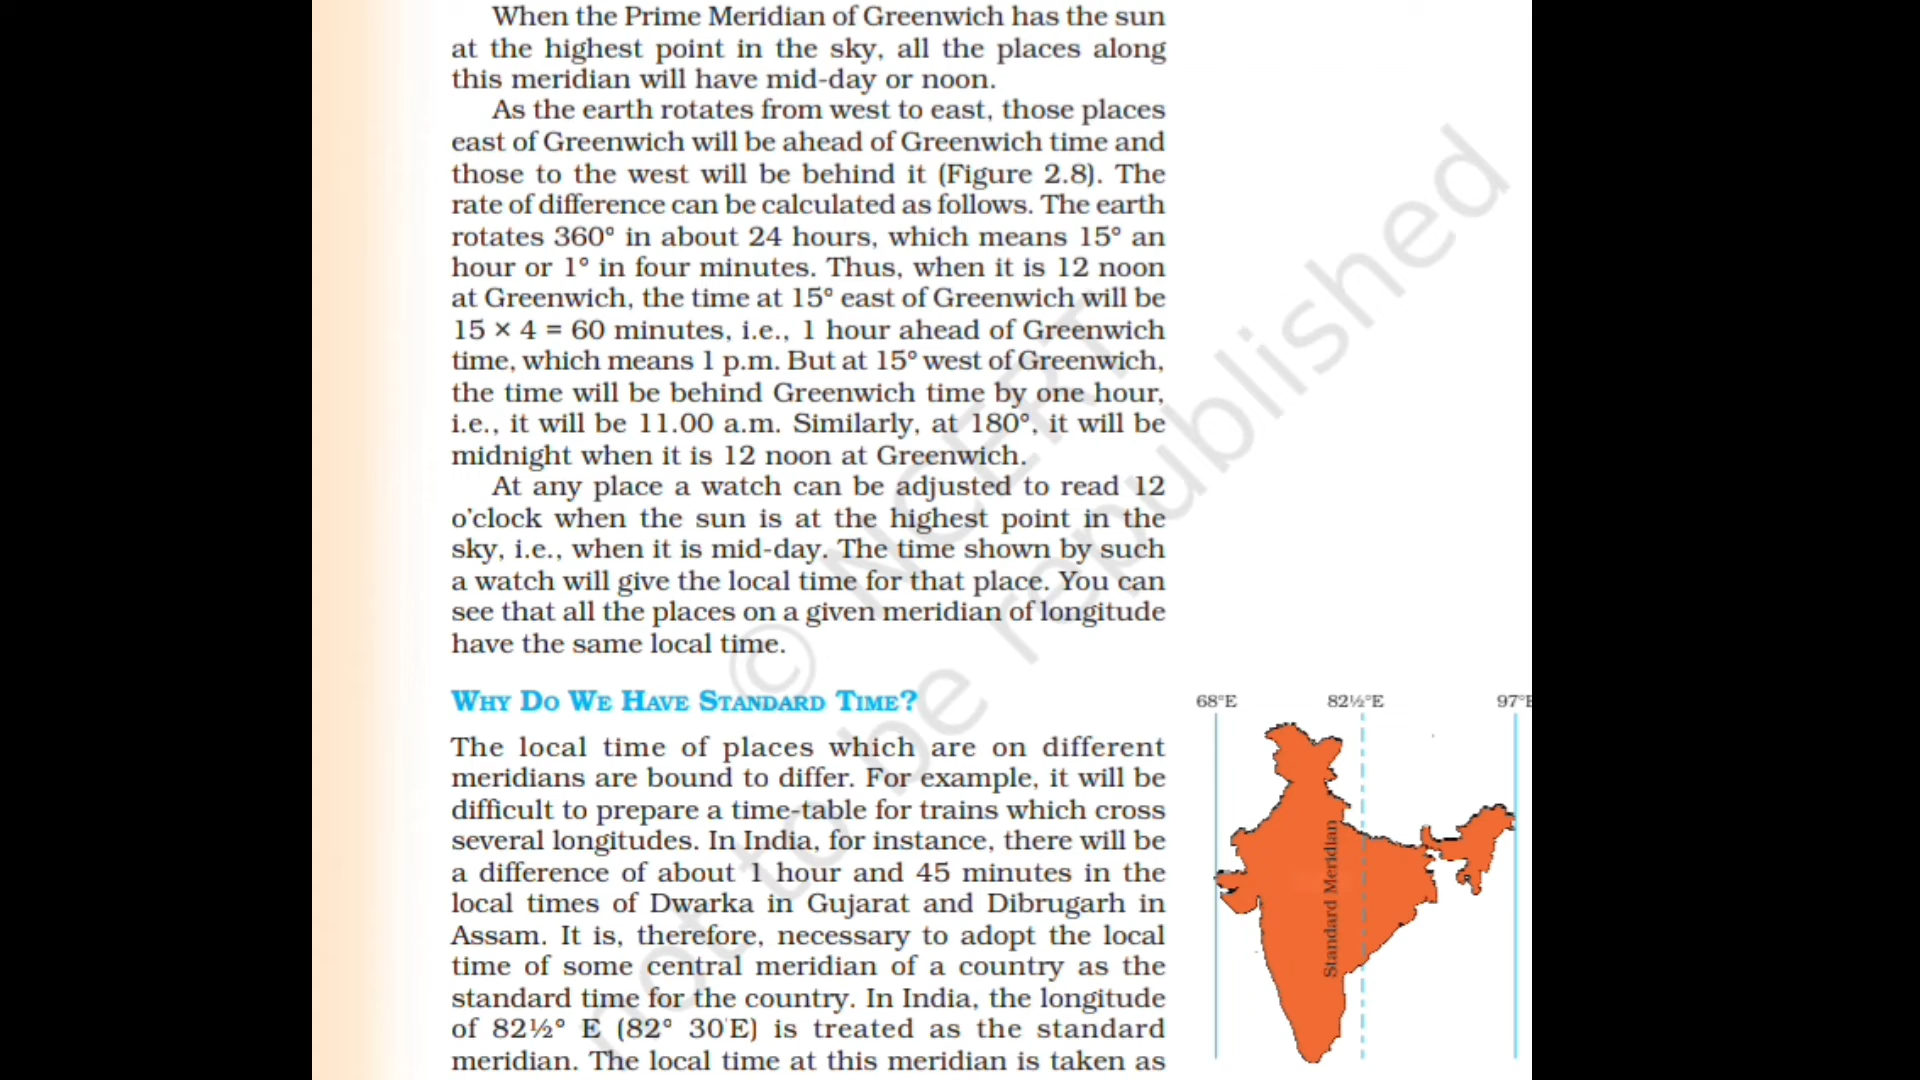 When the Prime Meridian of Greenwich has the sun
at the highest point in the sky, all the places along
this meridian will have mid-day or noon.
As the earth rotates from west to east, those places
east of Greenwich will be ahead of Greenwich time and
those to the west will be behind it (Figure 2.8). The
rate of difference can be calculated as follows. The earth
rotates 360° in about 24 hours, which means 15° an
hour or 1° in four minutes. Thus, when it is 12 noon
at Greenwich, the time at 15° east of Greenwich will be
15 × 4 = 60 minutes, i.e., 1 hour ahead of Greenwich
time, which means 1 p.m. But at 15° west of Greenwich,
the time will be behind Greenwich time by one hour,
i.e., it will be 11.00 a.m. Similarly, at 180°, it will be
midnight when it is 12 noon at Greenwich.
At any place a watch can be adjusted to read 12
o’clock when the sun is at the highest point in the
sky, i.e., when it is mid-day. The time shown by such
a watch will give the local time for that place. You can
see that all the places on a given meridian of longitude
have the same local time.
WHY DO WE HAVE STANDARD TIME?
The local time of places which are on different
meridians are bound to differ. For example, it will be
difficult to prepare a time-table for trains which cross
several longitudes. In India, for instance, there will be
a difference of about 1 hour and 45 minutes in the
local times of Dwarka in Gujarat and Dibrugarh in
Assam. It is, therefore, necessary to adopt the local
time of some central meridian of a country as the
standard time for the country. In India, the longitude
of 82½° E (82° 30'E) is treated as the standard
meridian. The local time at this meridian is taken as
68°E 82½°E 97°E
Standard Meridian
© NCERT
not to be republished